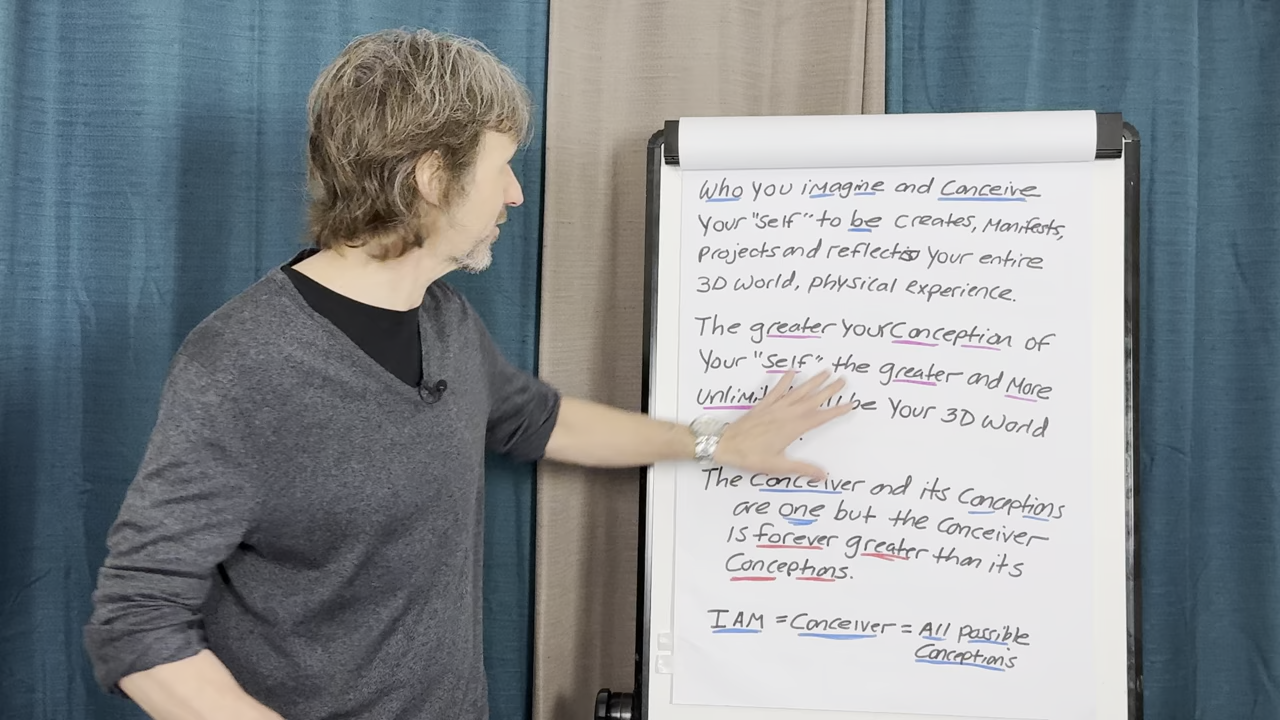 Who you imagine and Conceive
Your "self" to be creates, Manifests,
projects and reflects Your entire
3D World, physical experience.
The greater your Conception of
Your "self" the greater and More
be Your 3D World
The Conceiver and its Conceptions
are one but the Conceiver
Is forever greater than its
Conceptions.
I AM = Conceiver = All possible
Conceptions